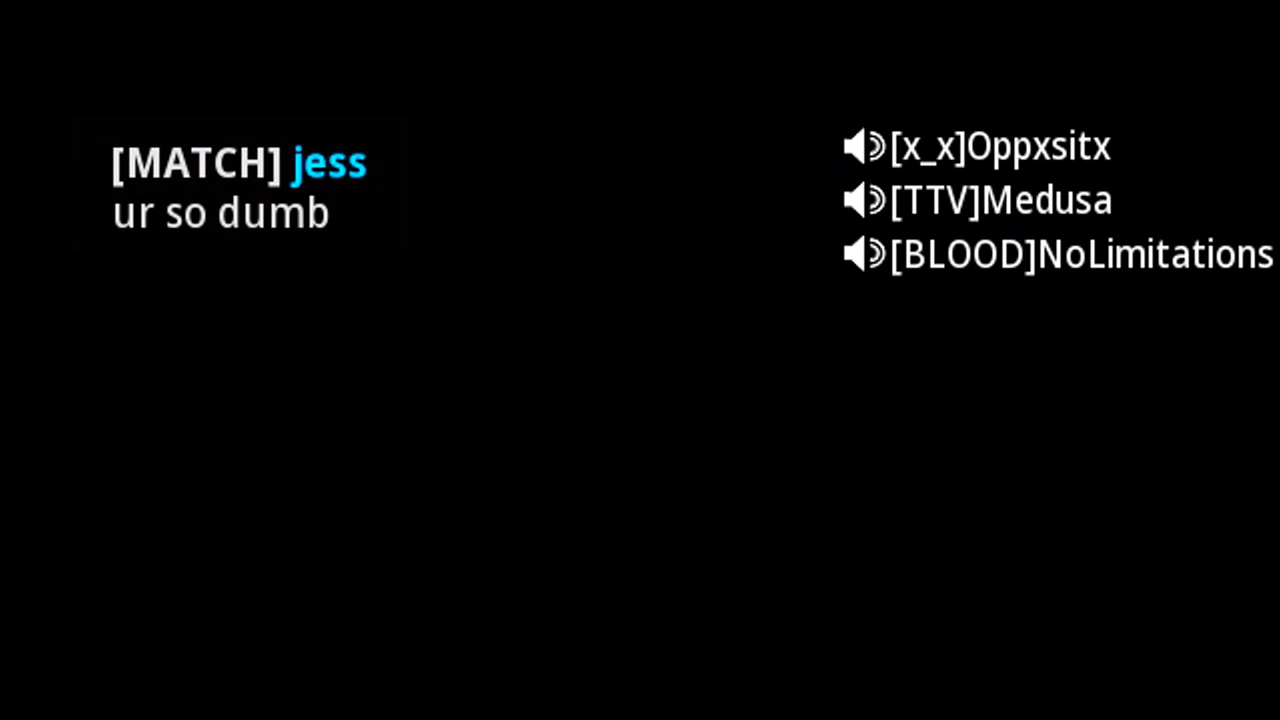 [MATCH] jess
ur so dumb
[x_x]Oppxsitx
[TTV]Medusa
[BLOOD]NoLimitations